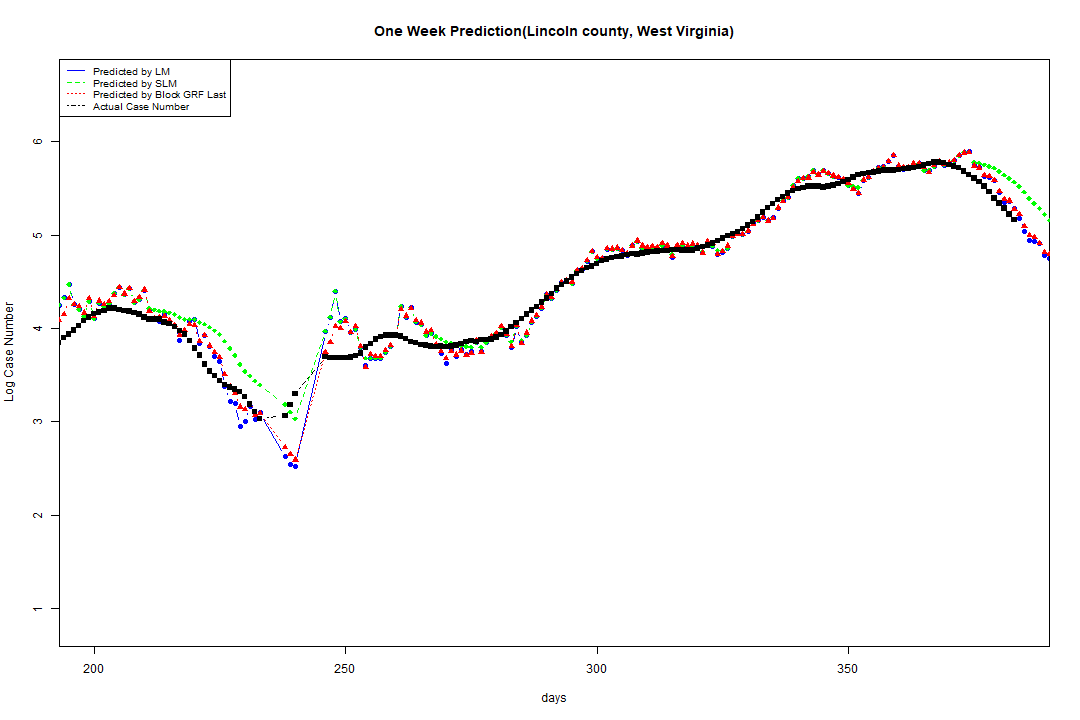 One Week Prediction(Lincoln county, West Virginia)
Predicted by LM
Predicted by SLM
Predicted by Block GRF Last
Actual Case Number
6
5
4
3
2
1
Log Case Number
200
250
300
350
days